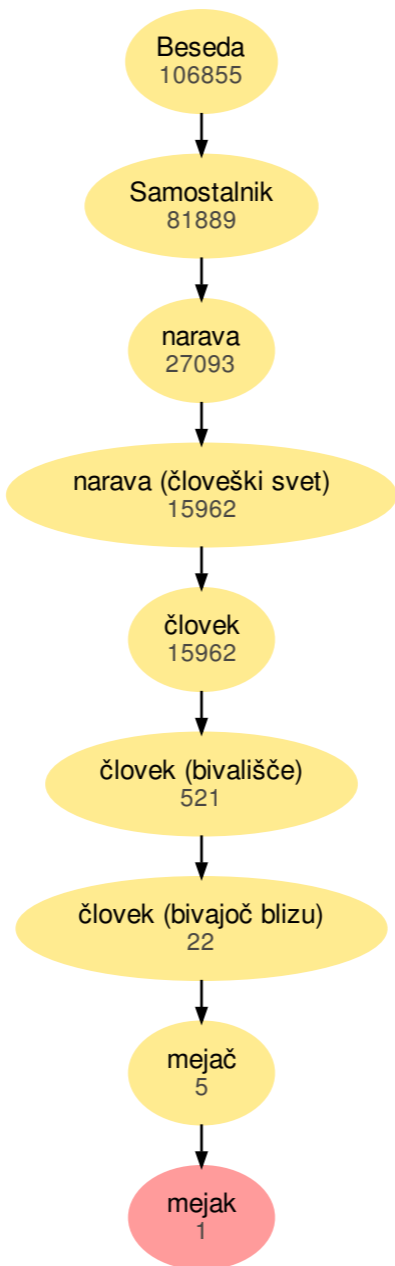 Beseda
106855
Samostalnik
81889
narava
27093
narava (človeški svet)
15962
človek
15962
človek (bivališče)
521
človek (bivajoč blizu)
22
mejač
5
mejak
1